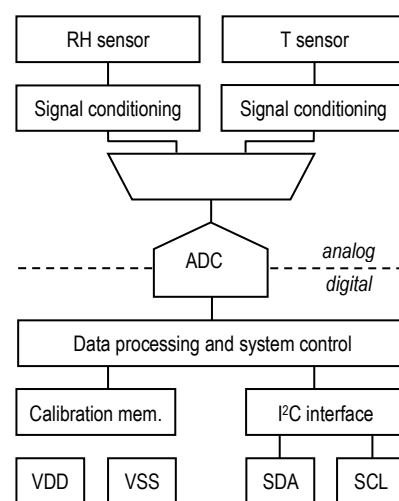 RH sensor
T sensor
Signal conditioning
Signal conditioning
ADC
analog
digital
Data processing and system control
Calibration mem.
I²C interface
VDD
VSS
SDA
SCL